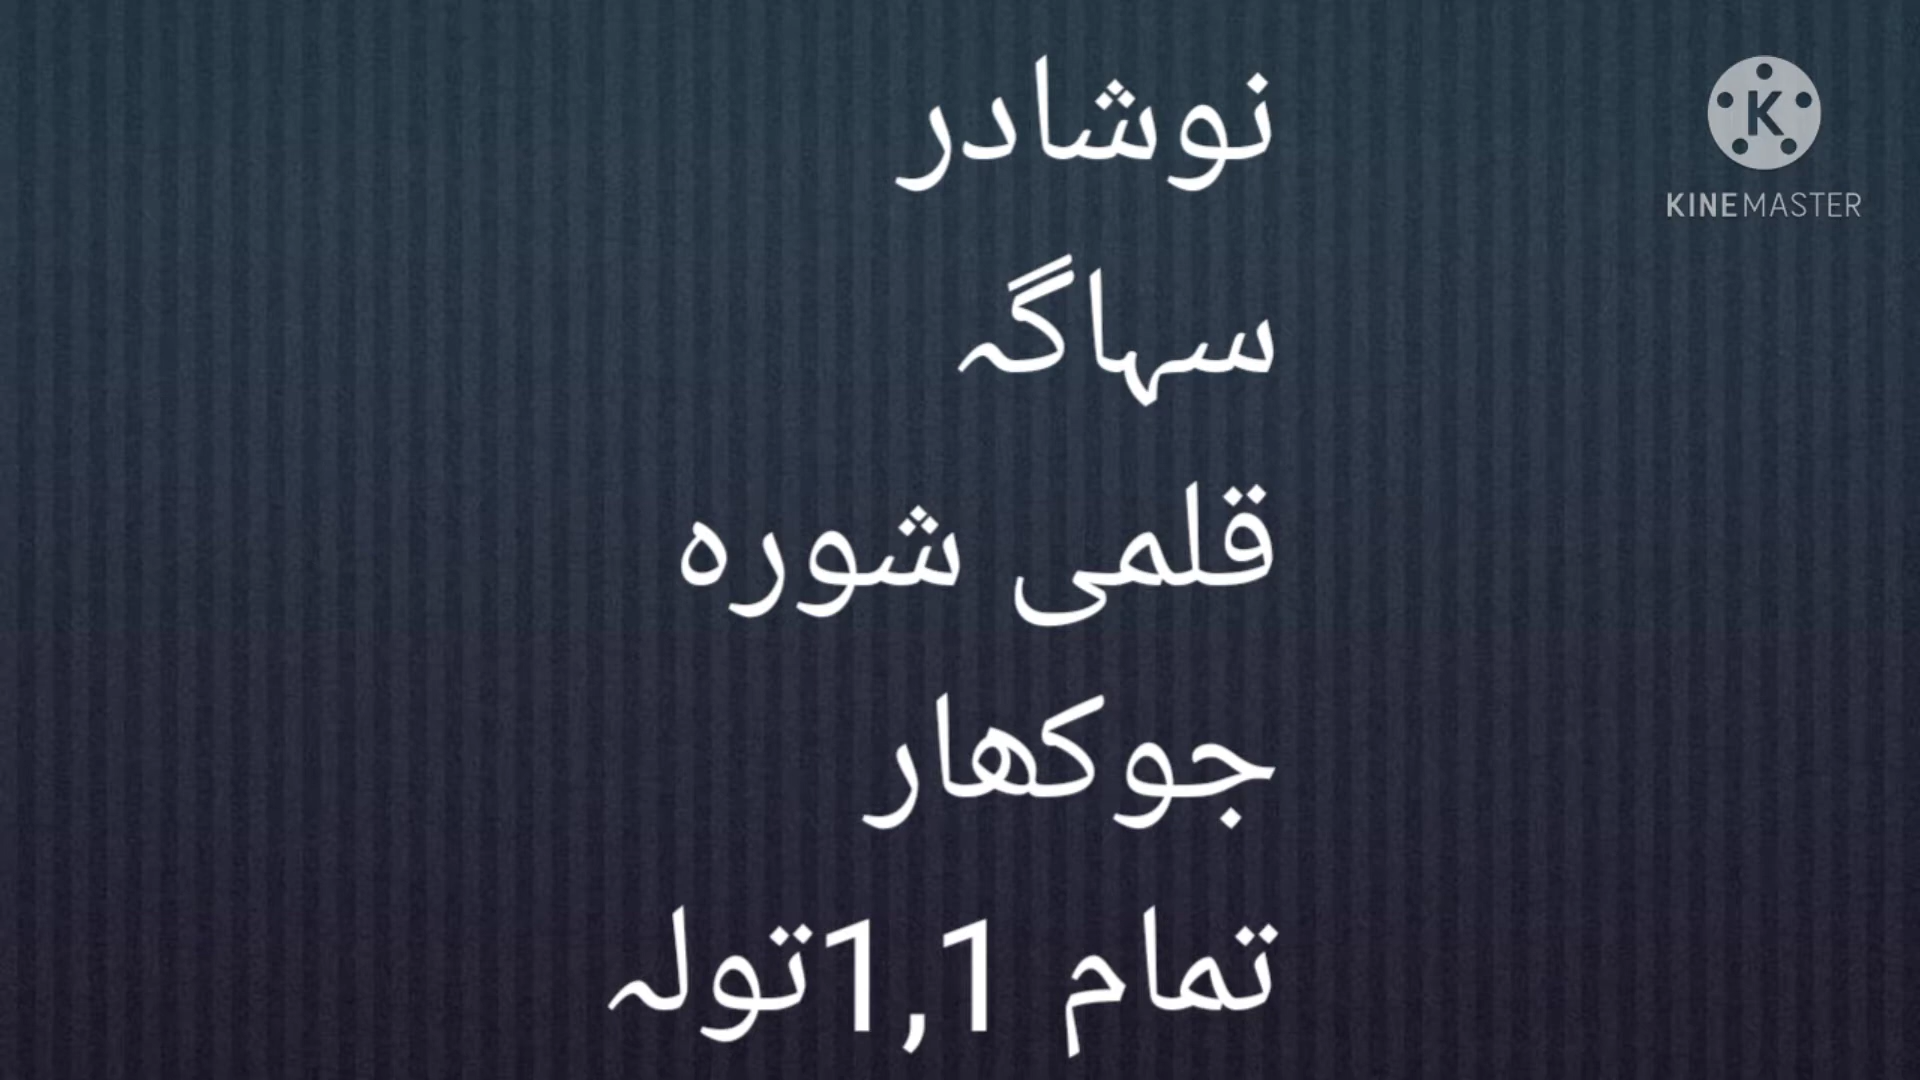 نوشادر
سہاگہ
قلمی شورہ
جوکھار
تمام 1,1تولہ
K
KINEMASTER